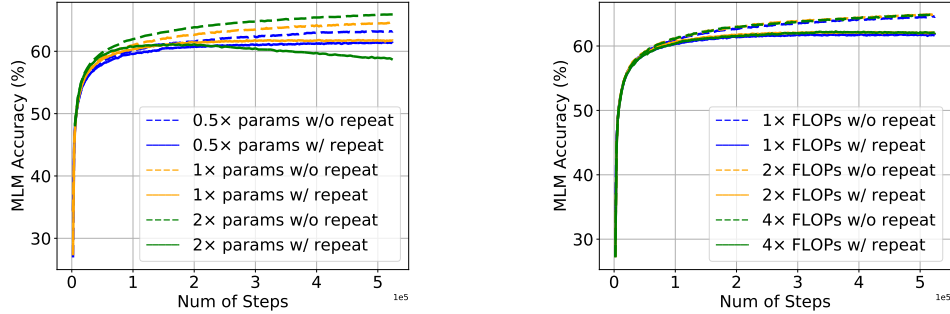 MLM Accuracy (%)
60
50
40
30
0.5× params w/o repeat
0.5× params w/ repeat
1× params w/o repeat
1× params w/ repeat
2× params w/o repeat
2× params w/ repeat
0 1 2 3 4 5
1e5
Num of Steps
MLM Accuracy (%)
60
50
40
30
1× FLOPs w/o repeat
1× FLOPs w/ repeat
2× FLOPs w/o repeat
2× FLOPs w/ repeat
4× FLOPs w/o repeat
4× FLOPs w/ repeat
0 1 2 3 4 5
1e5
Num of Steps